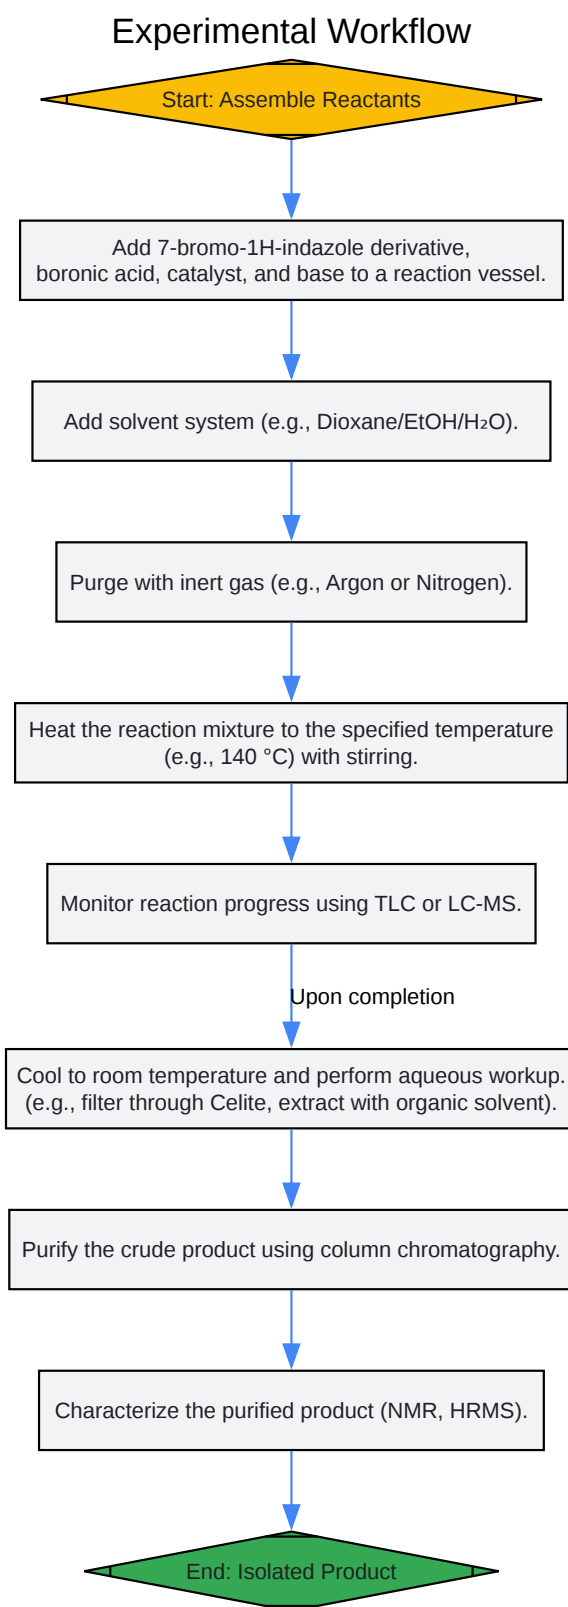 Experimental Workflow
Start: Assemble Reactants
Add 7-bromo-1H-indazole derivative,
boronic acid, catalyst, and base to a reaction vessel.
Add solvent system (e.g., Dioxane/EtOH/H₂O).
Purge with inert gas (e.g., Argon or Nitrogen).
Heat the reaction mixture to the specified temperature
(e.g., 140 °C) with stirring.
Monitor reaction progress using TLC or LC-MS.
Upon completion
Cool to room temperature and perform aqueous workup.
(e.g., filter through Celite, extract with organic solvent).
Purify the crude product using column chromatography.
Characterize the purified product (NMR, HRMS).
End: Isolated Product